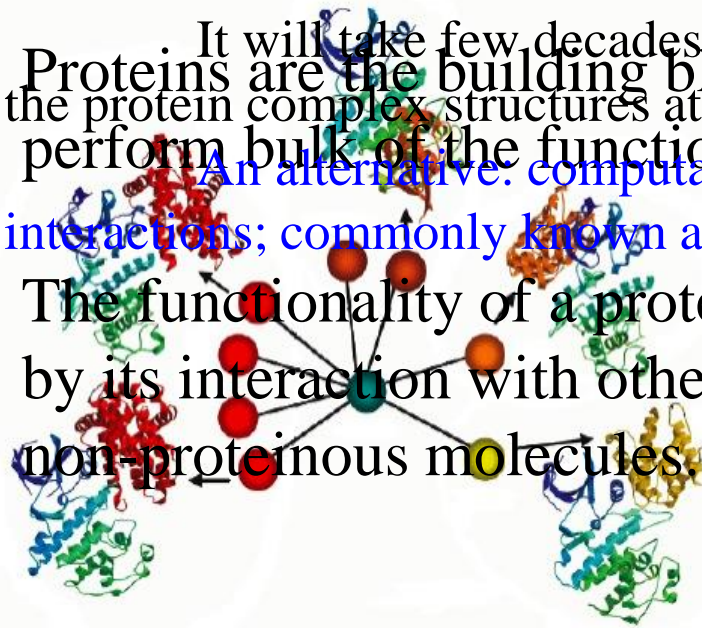 It will take few decades
Proteins are the building b
the protein complex structures at
perform bulk of the functio
An alternative: computa
interactions; commonly known a
The functionality of a prote
by its interaction with othe
non-proteinous molecules.